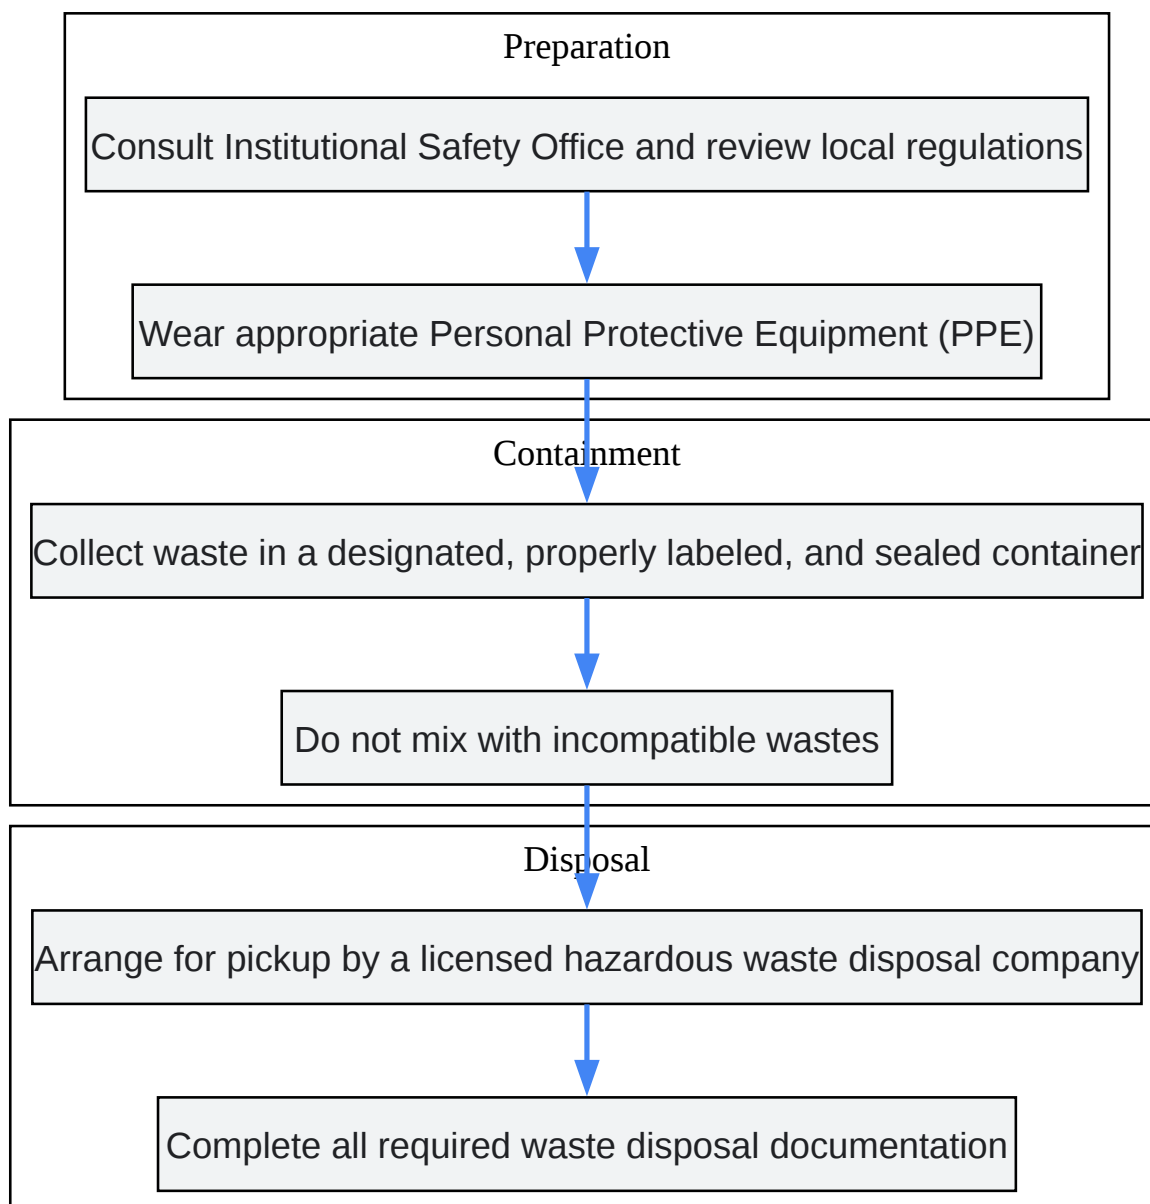 Preparation
Consult Institutional Safety Office and review local regulations
Wear appropriate Personal Protective Equipment (PPE)
Containment
Collect waste in a designated, properly labeled, and sealed container
Do not mix with incompatible wastes
Disposal
Arrange for pickup by a licensed hazardous waste disposal company
Complete all required waste disposal documentation